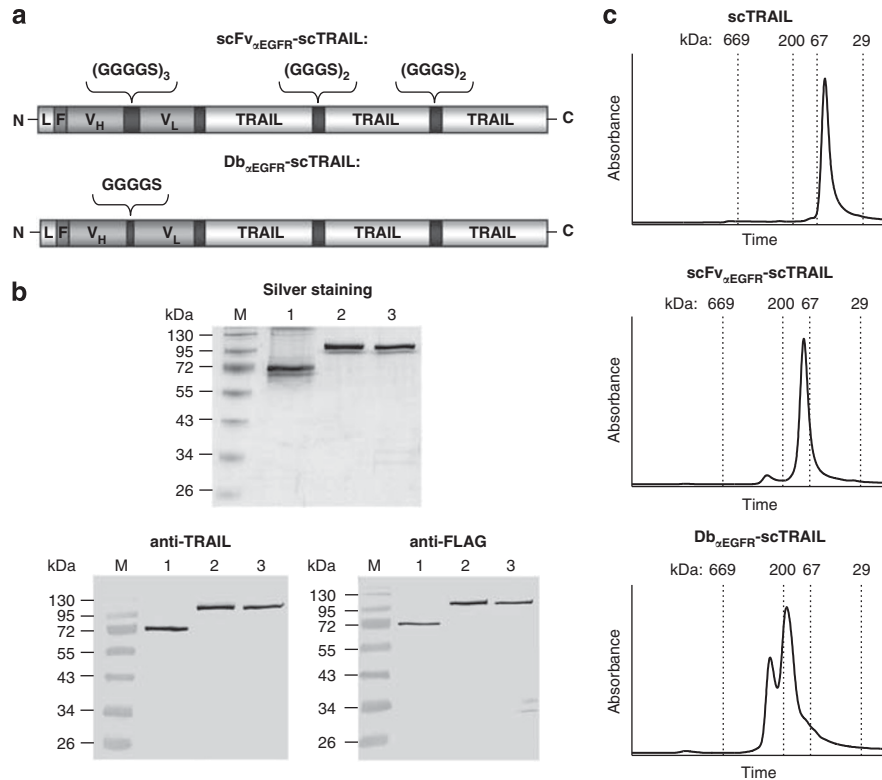 a
scFvαEGFR-scTRAIL:
(GGGGS)3 (GGGS)2 (GGGS)2
N L F VH VL TRAIL TRAIL TRAIL C
DbαEGFR-scTRAIL:
GGGGS
N L F VH VL TRAIL TRAIL TRAIL C
b
Silver staining
kDa M 1 2 3
130
95
72
55
43
34
26
anti-TRAIL
kDa M 1 2 3
130
95
72
55
43
34
26
anti-FLAG
kDa M 1 2 3
130
95
72
55
43
34
26
c
scTRAIL
kDa: 669 200 67 29
Absorbance
Time
scFvαEGFR-scTRAIL
kDa: 669 200 67 29
Absorbance
Time
DbαEGFR-scTRAIL
kDa: 669 200 67 29
Absorbance
Time